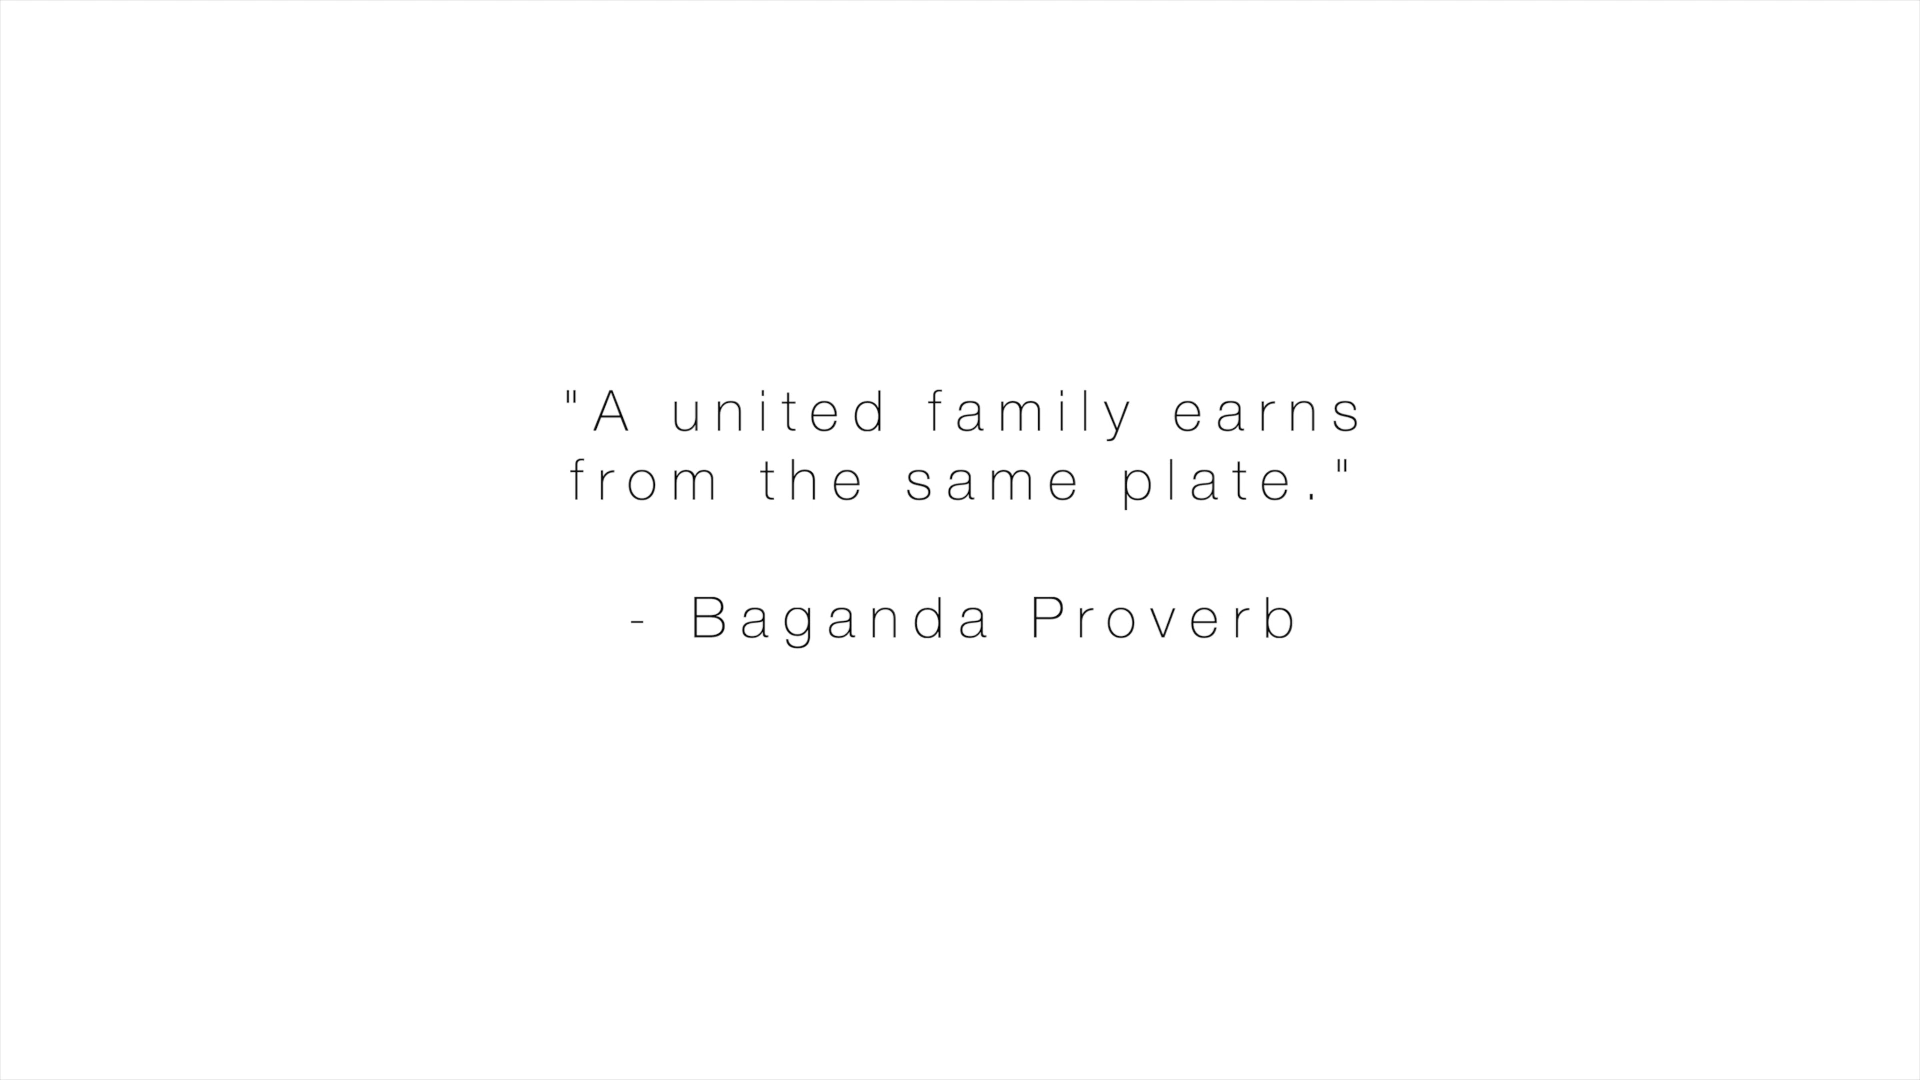 "A united family earns
from the same plate."
- Baganda Proverb